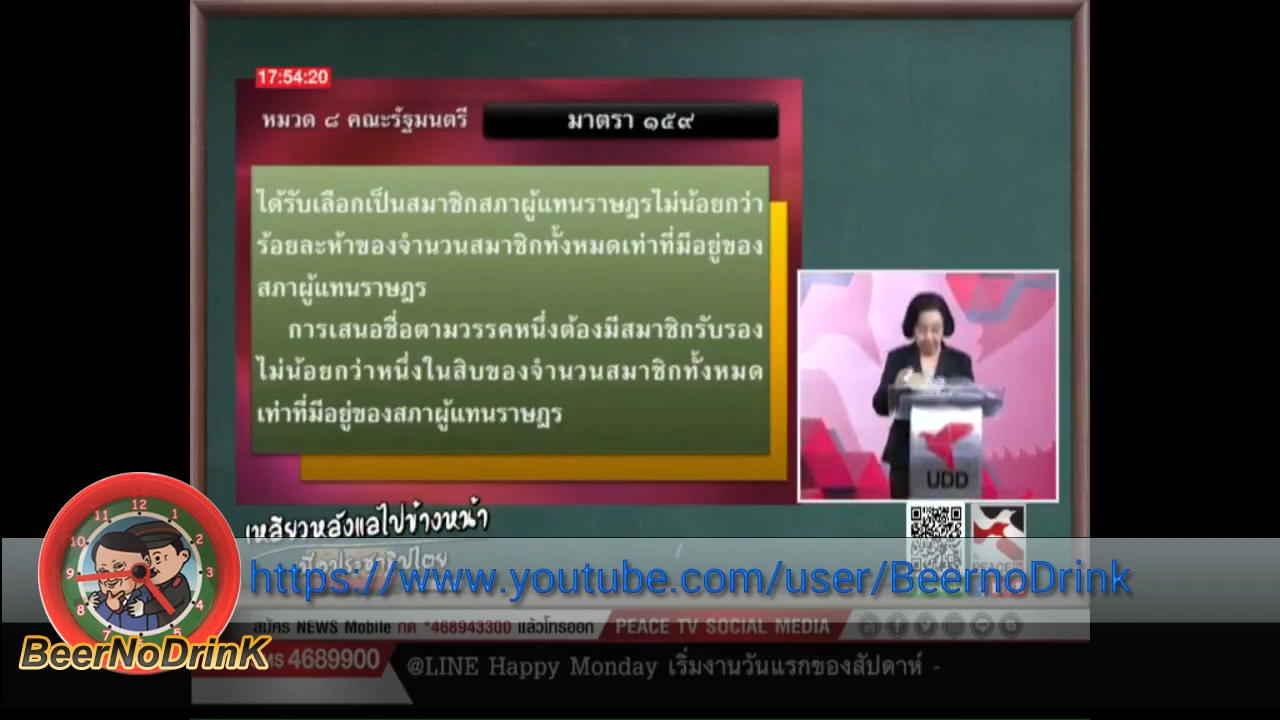 17:54:20
หมวด ๘ คณะรัฐมนตรี
มาตรา ๑๕๙
ได้รับเลือกเป็นสมาชิกสภาผู้แทนราษฎรไม่น้อยกว่า
ร้อยละห้าของจำนวนสมาชิกทั้งหมดเท่าที่มีอยู่ของ
สภาผู้แทนราษฎร
การเสนอชื่อตามวรรคหนึ่งต้องมีสมาชิกรับรอง
ไม่น้อยกว่าหนึ่งในสิบของจำนวนสมาชิกทั้งหมด
เท่าที่มีอยู่ของสภาผู้แทนราษฎร
UDD
เหลียวหลังแลไปข้างหน้า
https://www.youtube.com/user/BeernoDrink
12
1
2
3
4
5
7
8
9
10
11
BeerNoDrinK
สมัคร NEWS Mobile กด *468943300 แล้วโทรออก
PEACE TV SOCIAL MEDIA
4689900
@LINE Happy Monday เริ่มงานวันแรกของสัปดาห์ -